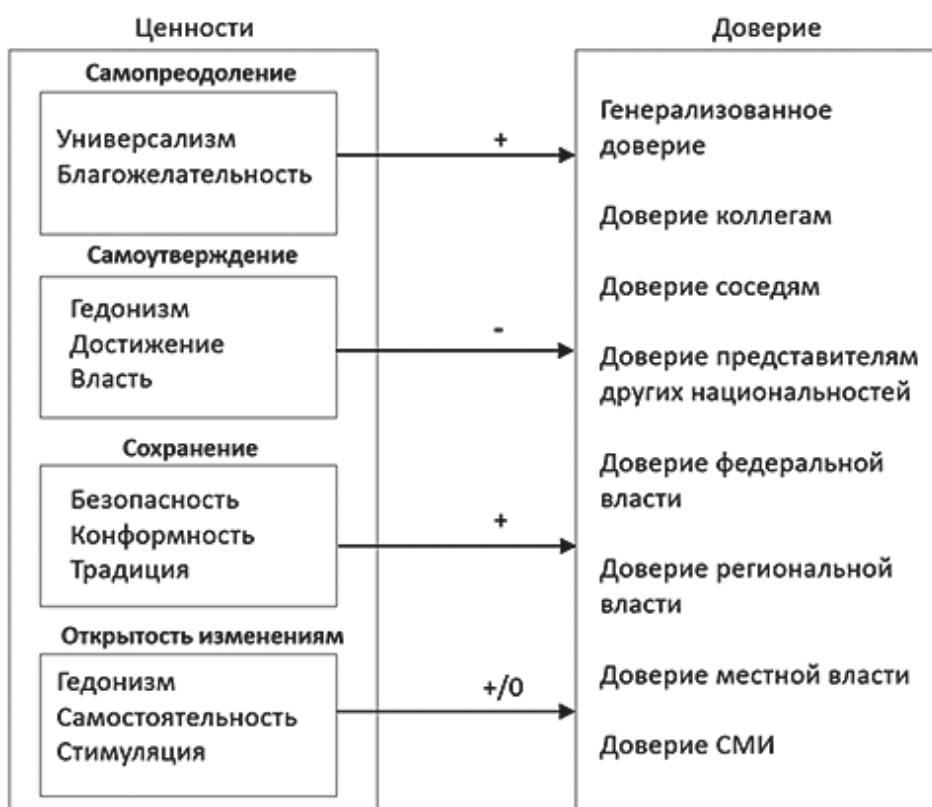 Ценности
Самопреодоление
Универсализм
Благожелательность
Самоутверждение
Гедонизм
Достижение
Власть
Сохранение
Безопасность
Конформность
Традиция
Открытость изменениям
Гедонизм
Самостоятельность
Стимуляция
+
-
+
+/0
Доверие
Генерализованное
доверие
Доверие коллегам
Доверие соседям
Доверие представителям
других национальностей
Доверие федеральной
власти
Доверие региональной
власти
Доверие местной власти
Доверие СМИ